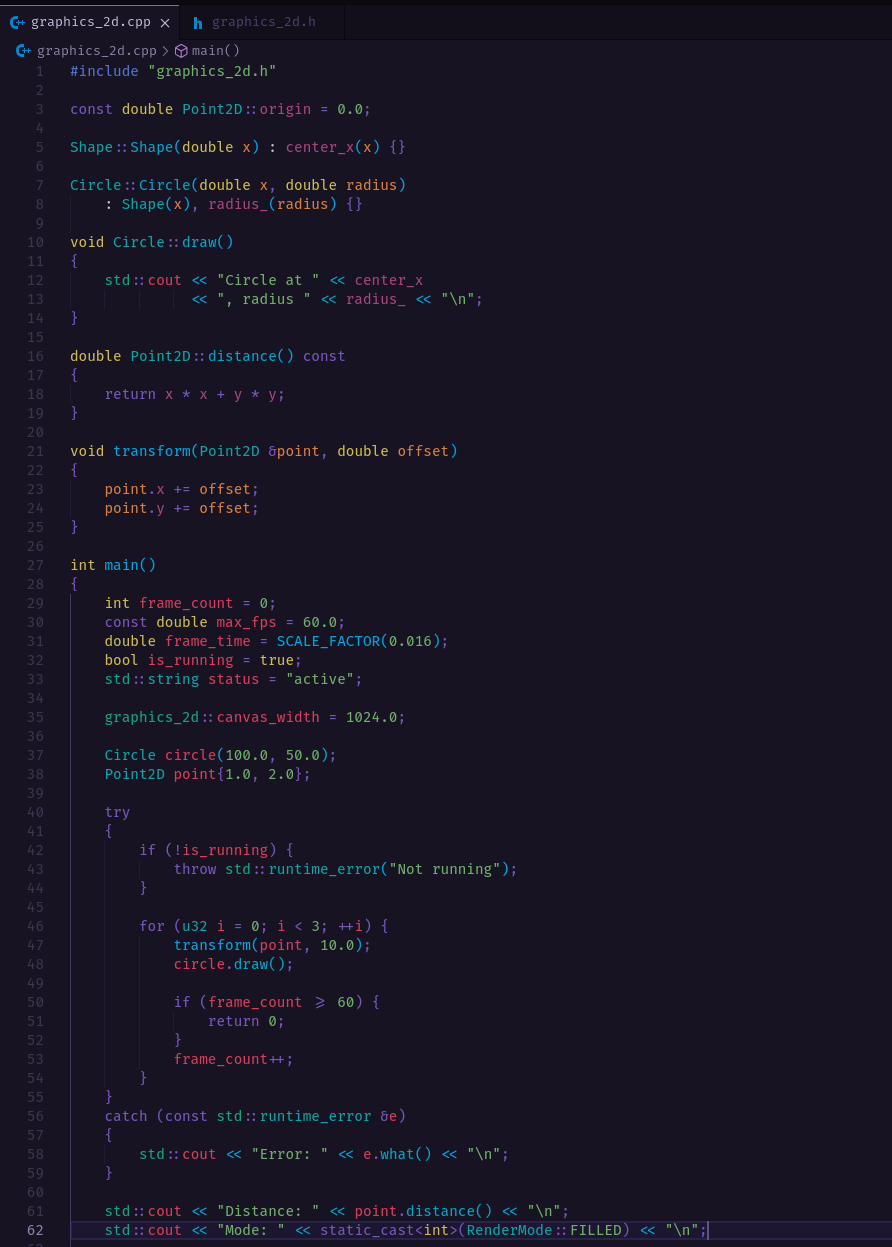 graphics_2d.cpp × h graphics_2d.h
graphics_2d.cpp > main()
1 #include "graphics_2d.h"
2
3 const double Point2D::origin = 0.0;
4
5 Shape::Shape(double x) : center_x(x) {}
6
7 Circle::Circle(double x, double radius)
8     : Shape(x), radius_(radius) {}
9
10 void Circle::draw()
11 {
12     std::cout << "Circle at " << center_x
13               << ", radius " << radius_ << "\n";
14 }
15
16 double Point2D::distance() const
17 {
18     return x * x + y * y;
19 }
20
21 void transform(Point2D &point, double offset)
22 {
23     point.x += offset;
24     point.y += offset;
25 }
26
27 int main()
28 {
29     int frame_count = 0;
30     const double max_fps = 60.0;
31     double frame_time = SCALE_FACTOR(0.016);
32     bool is_running = true;
33     std::string status = "active";
34
35     graphics_2d::canvas_width = 1024.0;
36
37     Circle circle(100.0, 50.0);
38     Point2D point{1.0, 2.0};
39
40     try
41     {
42         if (!is_running) {
43             throw std::runtime_error("Not running");
44         }
45
46         for (u32 i = 0; i < 3; ++i) {
47             transform(point, 10.0);
48             circle.draw();
49
50             if (frame_count >= 60) {
51                 return 0;
52             }
53             frame_count++;
54         }
55     }
56     catch (const std::runtime_error &e)
57     {
58         std::cout << "Error: " << e.what() << "\n";
59     }
60
61     std::cout << "Distance: " << point.distance() << "\n";
62     std::cout << "Mode: " << static_cast<int>(RenderMode::FILLED) << "\n";